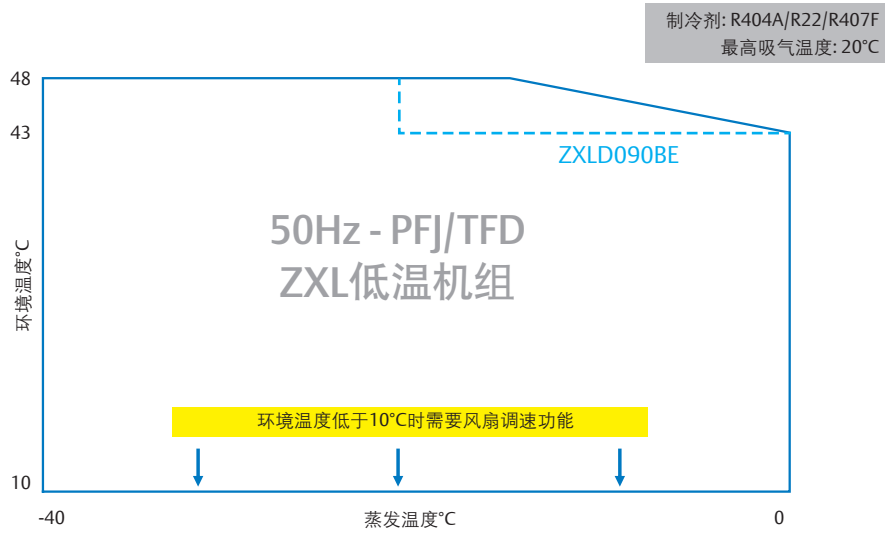 制冷剂: R404A/R22/R407F
最高吸气温度: 20°C
48
43
ZXLD090BE
50Hz - PFJ/TFD
ZXL低温机组
环境温度°C
环境温度低于10°C时需要风扇调速功能
10
-40
蒸发温度°C
0